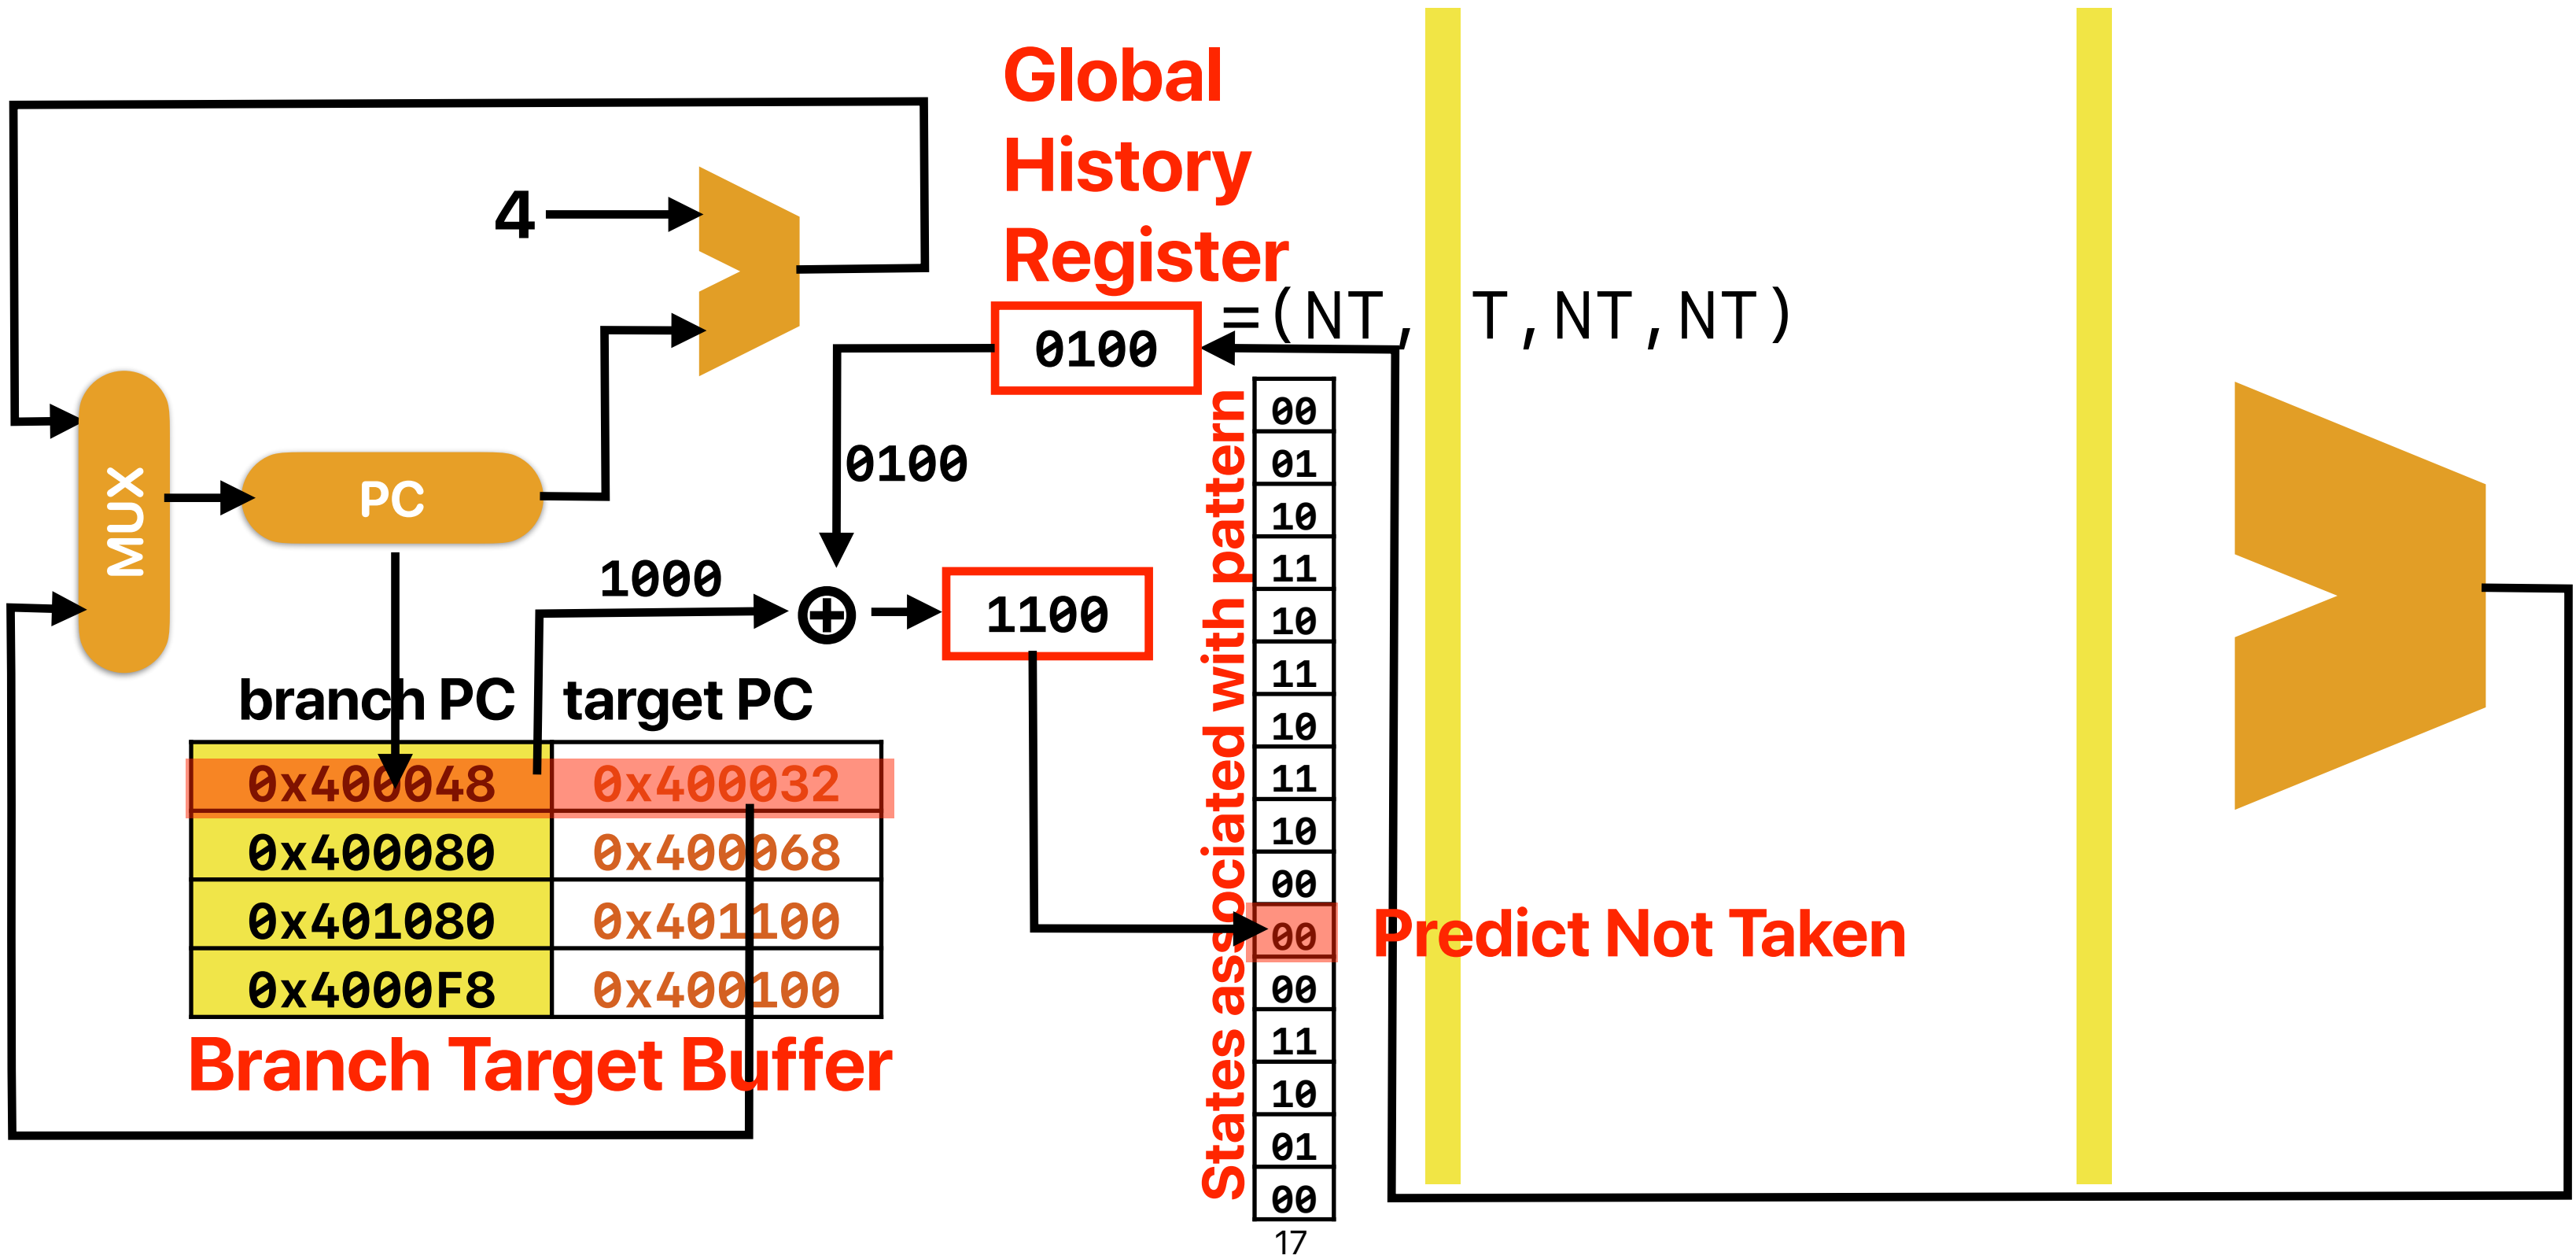 Global
History
Register
4
=(NT, T,NT,NT)
0100
0100
MUX
PC
1000
1100
branch PC target PC
0x400048 0x400032
0x400080 0x400068
0x401080 0x401100
0x4000F8 0x400100
Branch Target Buffer
States associated with pattern
00
01
10
11
10
11
10
11
10
00
00
00
11
10
01
00
Predict Not Taken
17